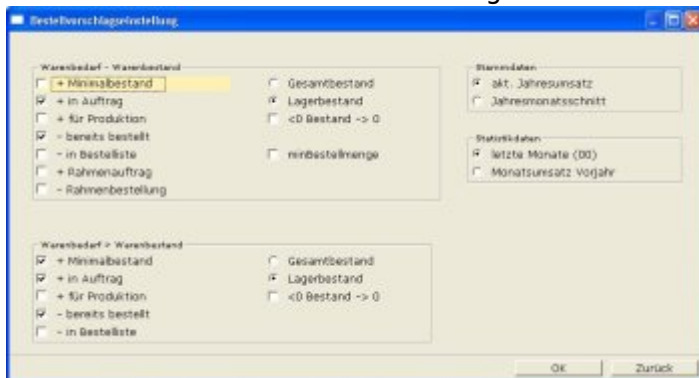 Bestellvorschlagseinstellung
Warenbedarf - Warenbestand
+ Minimalbestand
+ in Auftrag
+ für Produktion
- bereits bestellt
- in Bestelliste
+ Rahmenauftrag
- Rahmenbestellung
Gesamtbestand
Lagerbestand
<0 Bestand -> 0
minBestellmenge
Stammdaten
akt. Jahresumsatz
Jahresmonatsschnitt
Statistikdaten
letzte Monate (00)
Monatsumsatz Vorjahr
Warenbedarf > Warenbestand
+ Minimalbestand
+ in Auftrag
+ für Produktion
- bereits bestellt
- in Bestelliste
Gesamtbestand
Lagerbestand
<0 Bestand -> 0
OK
Zurück